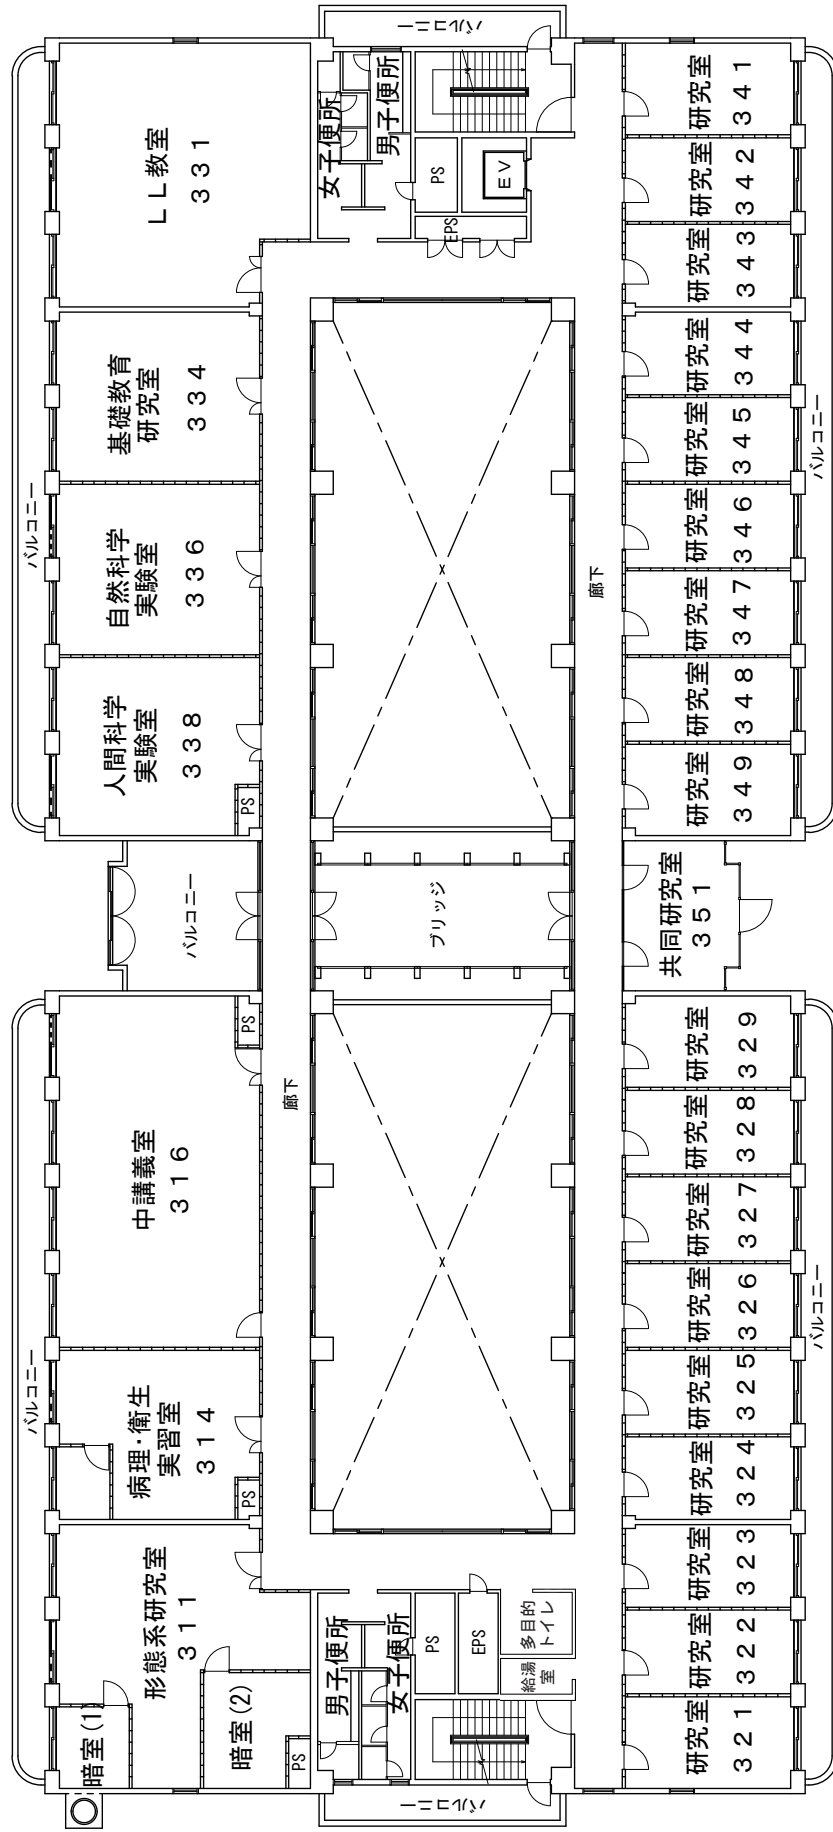 バルコニー
形態系研究室
３１１
暗室(1)
暗室(2)
PS
病理・衛生
実習室
３１４
PS
中講義室
３１６
PS
バルコニー
バルコニー
人間科学
実験室
３３８
PS
自然科学
実験室
３３６
基礎教育
研究室
３３４
ＬＬ教室
３３１
バルコニー
男子便所
女子便所
PS
EPS
多目的
トイレ
給湯
室
廊下
ブリッジ
女子便所
男子便所
PS
EPS
ＥＶ
バルコニー
廊下
研究室
３２１
研究室
３２２
研究室
３２３
研究室
３２４
研究室
３２５
研究室
３２６
研究室
３２７
研究室
３２８
研究室
３２９
共同研究室
３５１
研究室
３４９
研究室
３４８
研究室
３４７
研究室
３４６
研究室
３４５
研究室
３４４
研究室
３４３
研究室
３４２
研究室
３４１
バルコニー
バルコニー